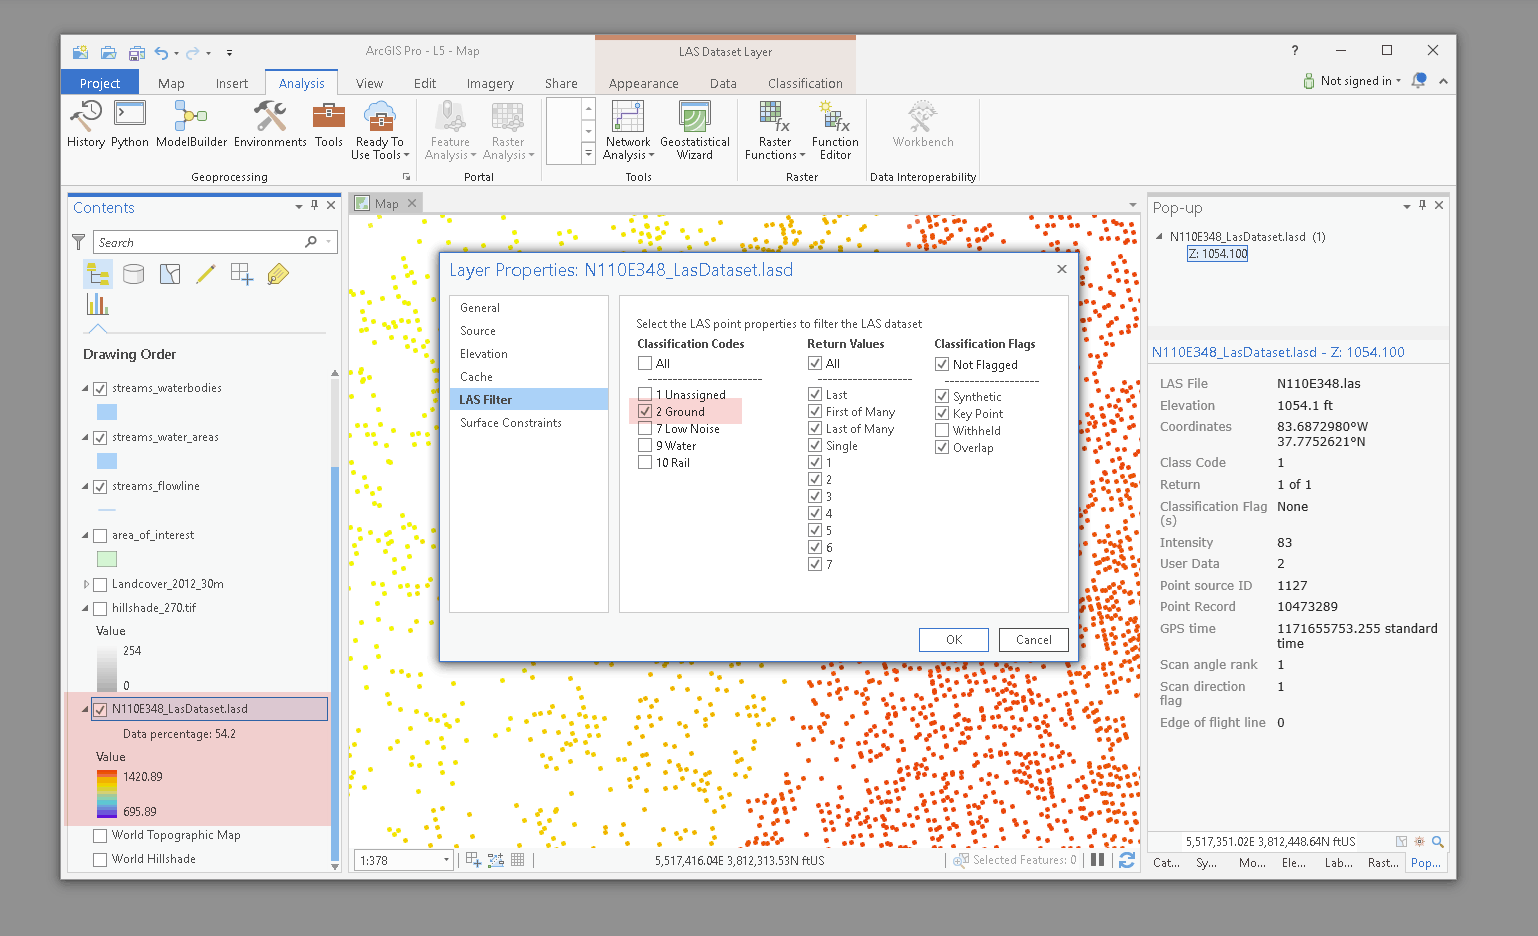 ArcGIS Pro - L5 - Map
LAS Dataset Layer
?
Project
Map
Insert
Analysis
View
Edit
Imagery
Share
Appearance
Data
Classification
Not signed in
History
Python
ModelBuilder
Environments
Tools
Ready To
Use Tools
Feature
Analysis
Raster
Analysis
Network
Analysis
Geostatistical
Wizard
Raster
Functions
Function
Editor
Workbench
Geoprocessing
Portal
Tools
Raster
Data Interoperability
Contents
Search
Drawing Order
streams_waterbodies
streams_water_areas
streams_flowline
area_of_interest
Landcover_2012_30m
hillshade_270.tif
Value
254
0
N110E348_LasDataset.lasd
Data percentage: 54.2
Value
1420.89
695.89
World Topographic Map
World Hillshade
Map
Layer Properties: N110E348_LasDataset.lasd
General
Source
Elevation
Cache
LAS Filter
Surface Constraints
Select the LAS point properties to filter the LAS dataset
Classification Codes
All
1 Unassigned
2 Ground
7 Low Noise
9 Water
10 Rail
Return Values
All
Last
First of Many
Last of Many
Single
1
2
3
4
5
6
7
Classification Flags
Not Flagged
Synthetic
Key Point
Withheld
Overlap
OK
Cancel
1:378
5,517,416.04E 3,812,313.53N ftUS
Selected Features: 0
Pop-up
N110E348_LasDataset.lasd (1)
Z: 1054.100
N110E348_LasDataset.lasd - Z: 1054.100
LAS File N110E348.las
Elevation 1054.1 ft
Coordinates 83.6872980°W
37.7752621°N
Class Code 1
Return 1 of 1
Classification Flag None
(s)
Intensity 83
User Data 2
Point source ID 1127
Point Record 10473289
GPS time 1171655753.255 standard
time
Scan angle rank 1
Scan direction 1
flag
Edge of flight line 0
5,517,351.02E 3,812,448.64N ftUS
Cat...
Sy...
Mo...
Ele...
Lab...
Rast...
Pop...